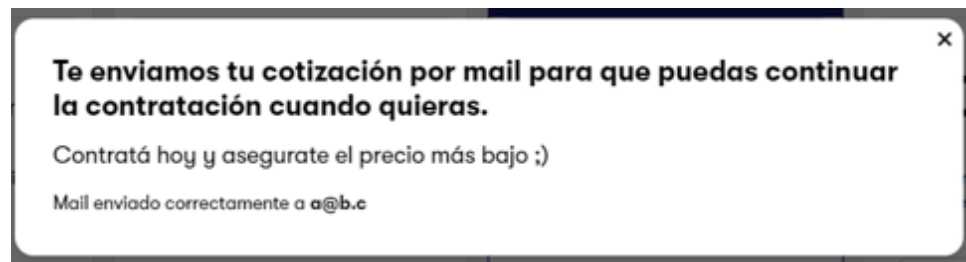 Te enviamos tu cotización por mail para que puedas continuar
la contratación cuando quieras.
Contratá hoy y asegurate el precio más bajo ;)
Mail enviado correctamente a a@b.c